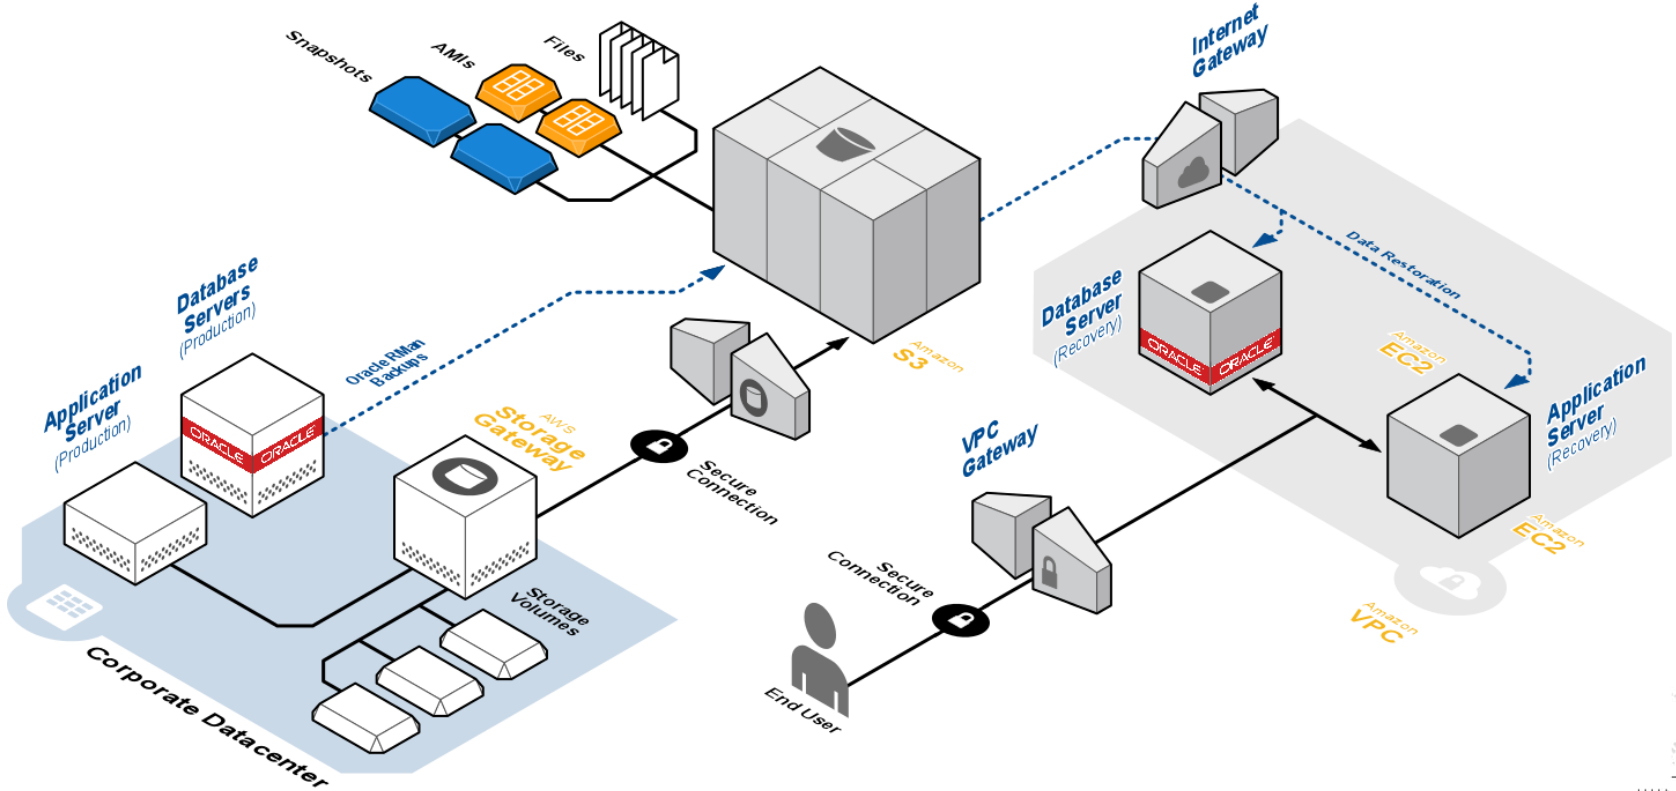 Snapshots
AMIs
Files
Internet
Gateway
Database
Servers
(Production)
Application
Server
(Production)
ORACLE
ORACLE
Oracle RMan
Backups
AWS
Storage
Gateway
Secure
Connection
Storage
Volumes
Corporate Datacenter
Amazon
S3
Data Restoration
Database
Server
(Recovery)
ORACLE
ORACLE
Amazon
EC2
Application
Server
(Recovery)
Amazon
EC2
Amazon
VPC
VPC
Gateway
Secure
Connection
End User